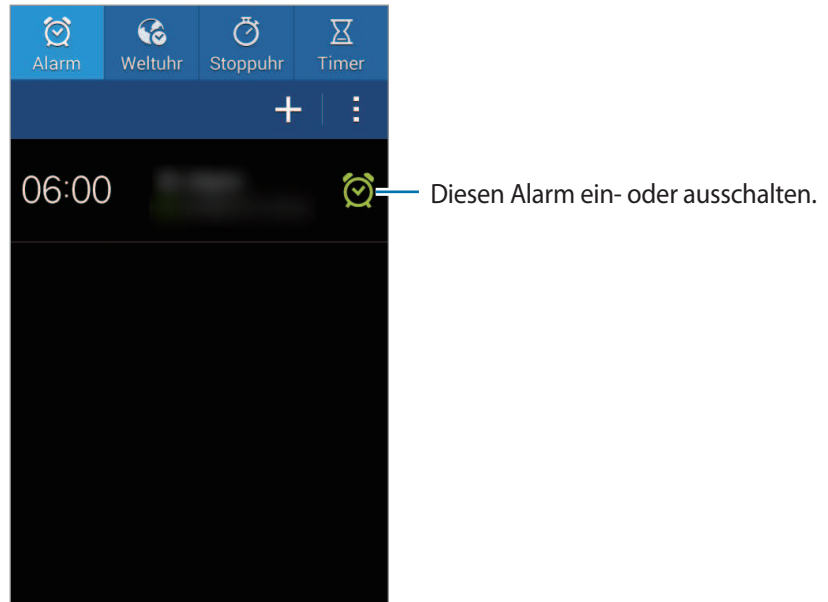 Alarm Weltuhr Stoppuhr Timer
06:00
Diesen Alarm ein- oder ausschalten.